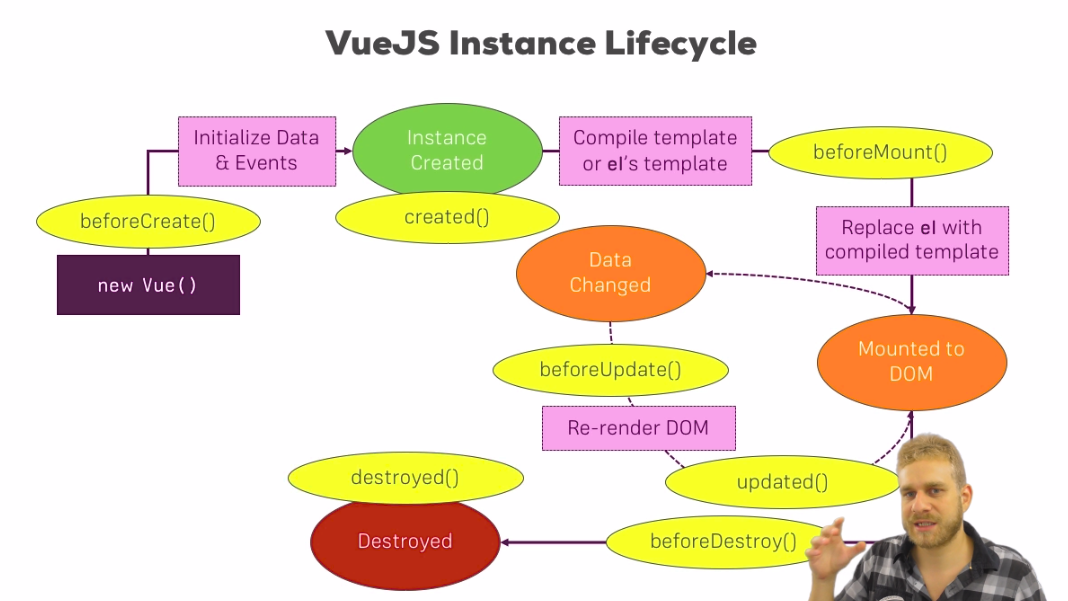 VueJS Instance Lifecycle
Initialize Data
& Events
Instance
Created
Compile template
or el's template
beforeMount()
beforeCreate()
created()
new Vue()
Replace el with
compiled template
Data
Changed
Mounted to
DOM
beforeUpdate()
Re-render DOM
updated()
destroyed()
Destroyed
beforeDestroy()